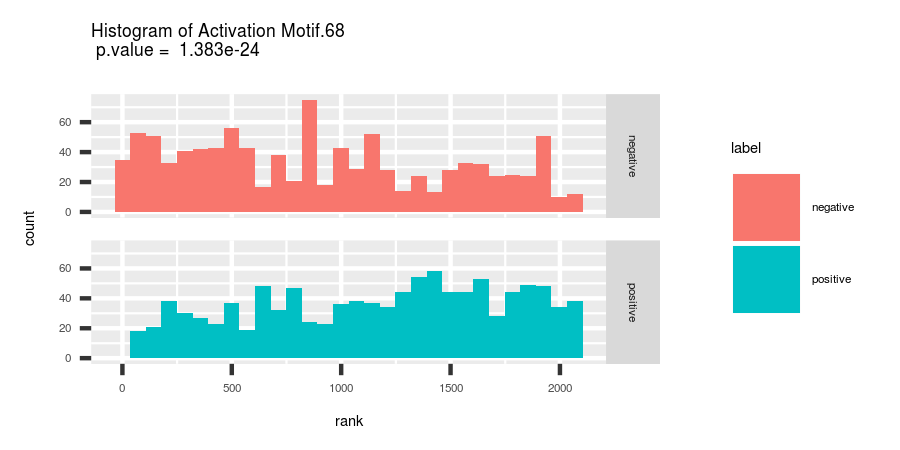 Histogram of Activation Motif.68
p.value =  1.383e-24
count
60
40
20
0
negative
60
40
20
0
positive
0
500
1000
1500
2000
rank
label
negative
positive